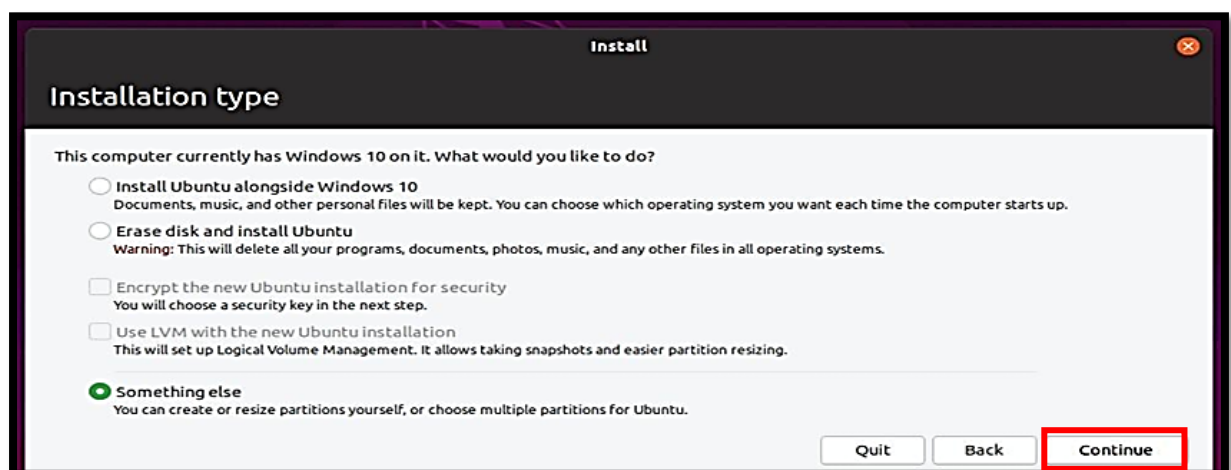 Install
Installation type
This computer currently has Windows 10 on it. What would you like to do?
Install Ubuntu alongside Windows 10
Documents, music, and other personal files will be kept. You can choose which operating system you want each time the computer starts up.
Erase disk and install Ubuntu
Warning: This will delete all your programs, documents, photos, music, and any other files in all operating systems.
Encrypt the new Ubuntu installation for security
You will choose a security key in the next step.
Use LVM with the new Ubuntu installation
This will set up Logical Volume Management. It allows taking snapshots and easier partition resizing.
Something else
You can create or resize partitions yourself, or choose multiple partitions for Ubuntu.
Quit Back Continue